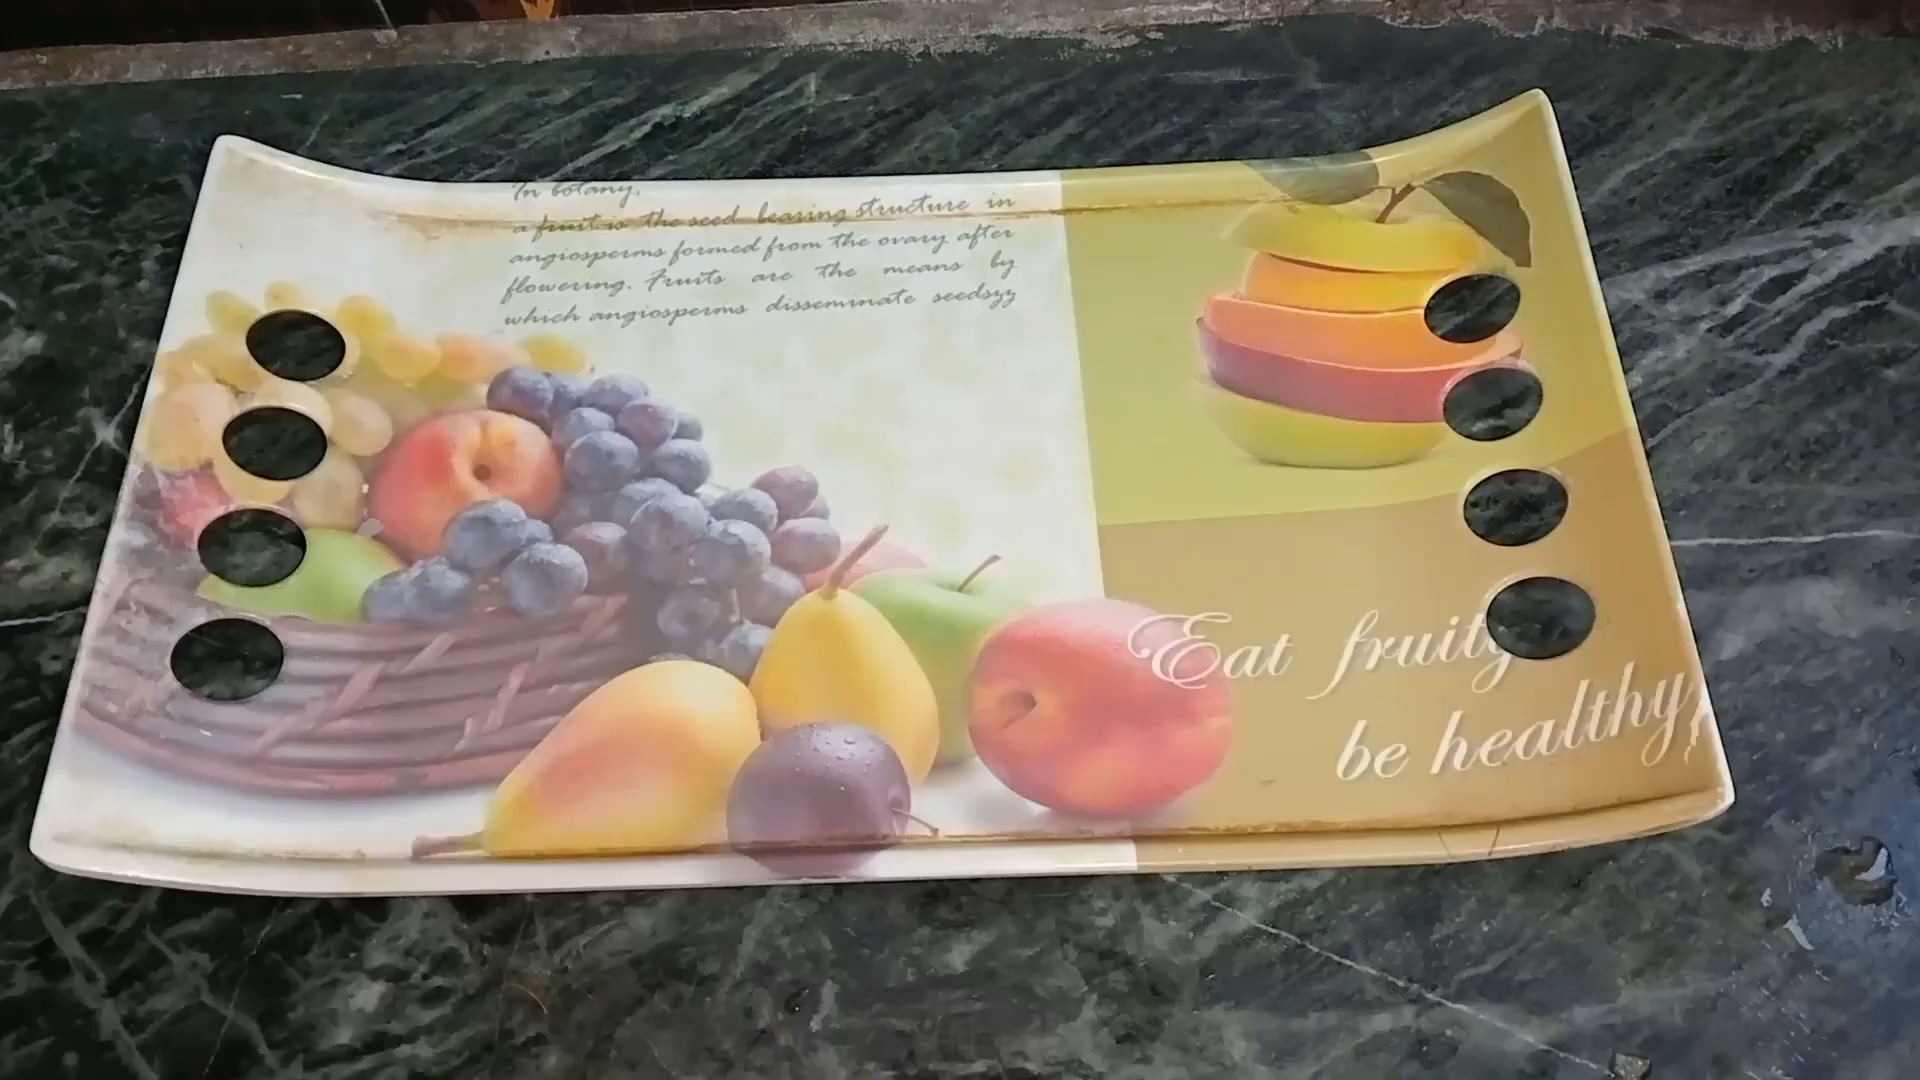 In botany,
a fruit is the seed bearing structure in
angiosperms formed from the ovary after
flowering. Fruits are the means by
which angiosperms disseminate seedszy
Eat fruity
be healthy